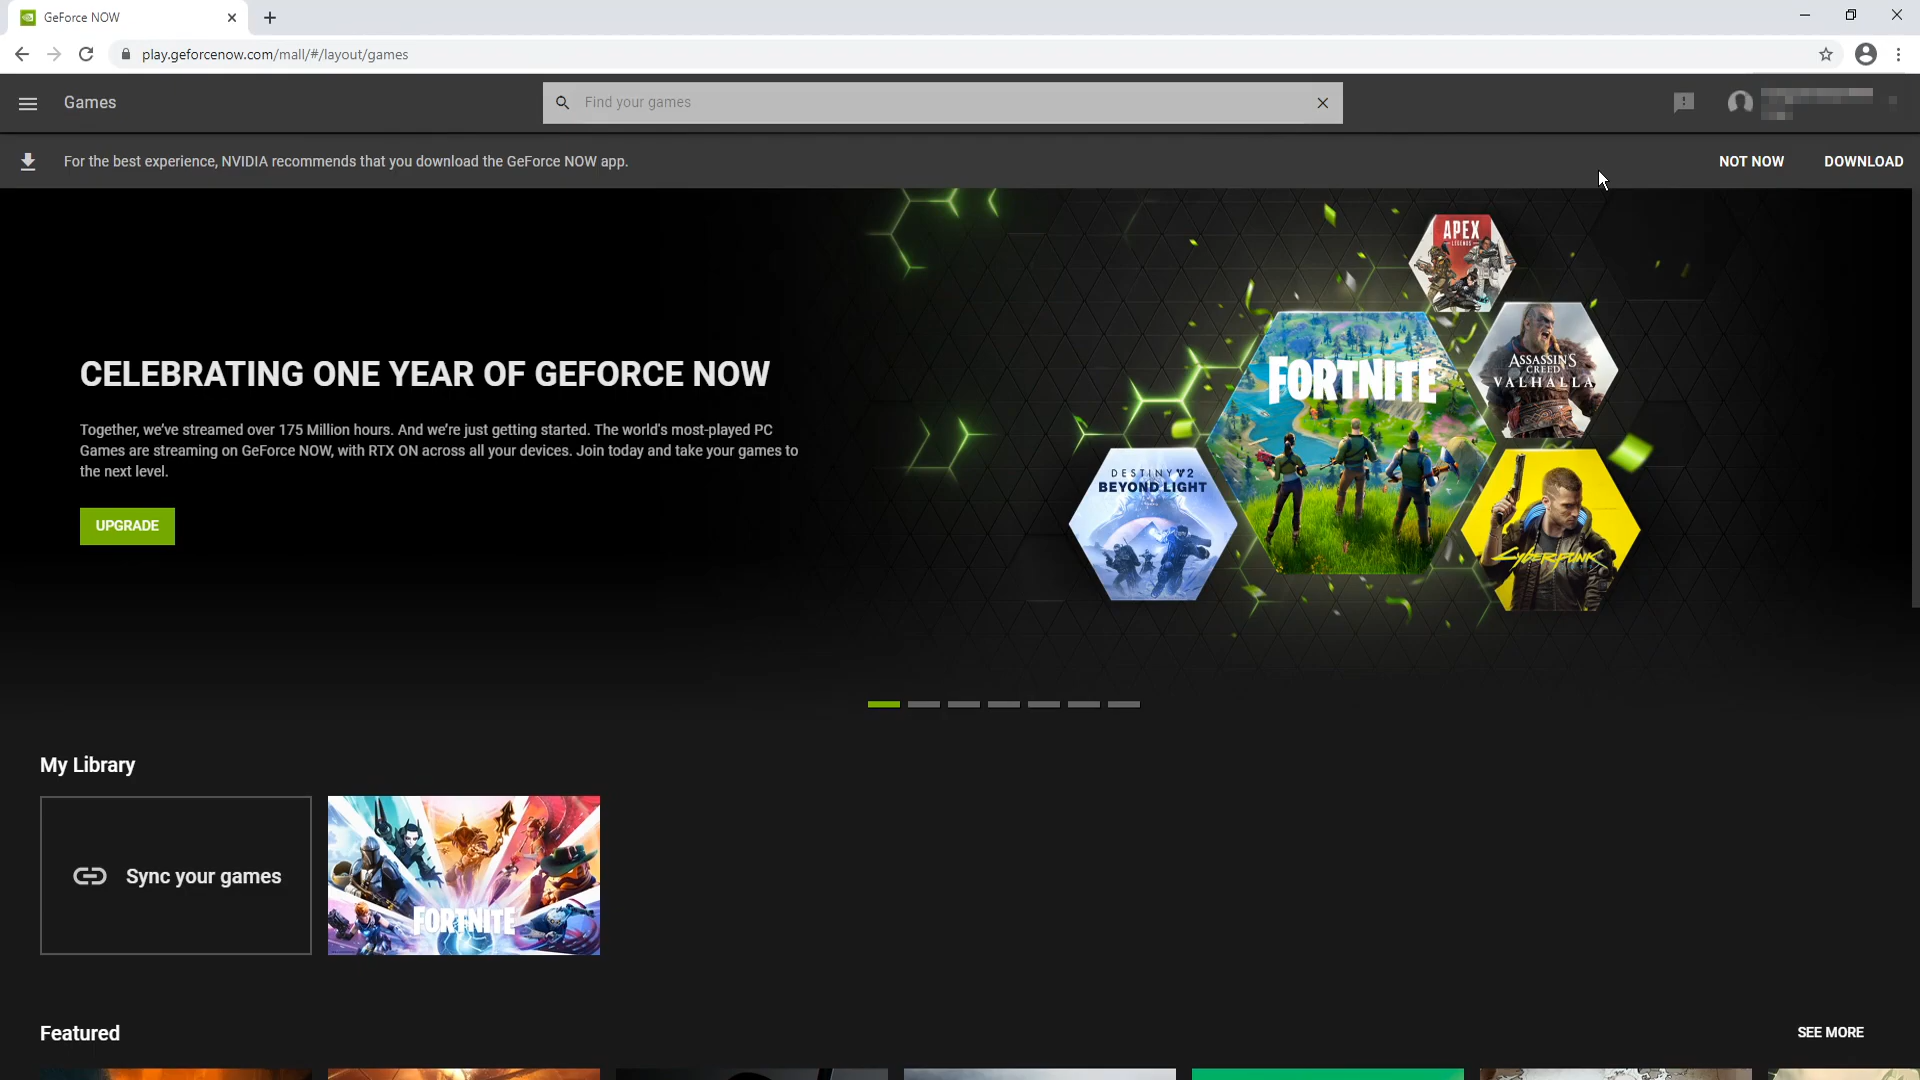 GeForce NOW
play.geforcenow.com/mall/#/layout/games
Games
Find your games
For the best experience, NVIDIA recommends that you download the GeForce NOW app.
NOT NOW
DOWNLOAD
CELEBRATING ONE YEAR OF GEFORCE NOW
Together, we've streamed over 175 Million hours. And we're just getting started. The world's most-played PC
Games are streaming on GeForce NOW, with RTX ON across all your devices. Join today and take your games to
the next level.
UPGRADE
APEX
LEGENDS
FORTNITE
ASSASSIN'S
CREED
VALHALLA
DESTINY 2
BEYOND LIGHT
Cyberpunk
My Library
Sync your games
FORTNITE
Featured
SEE MORE